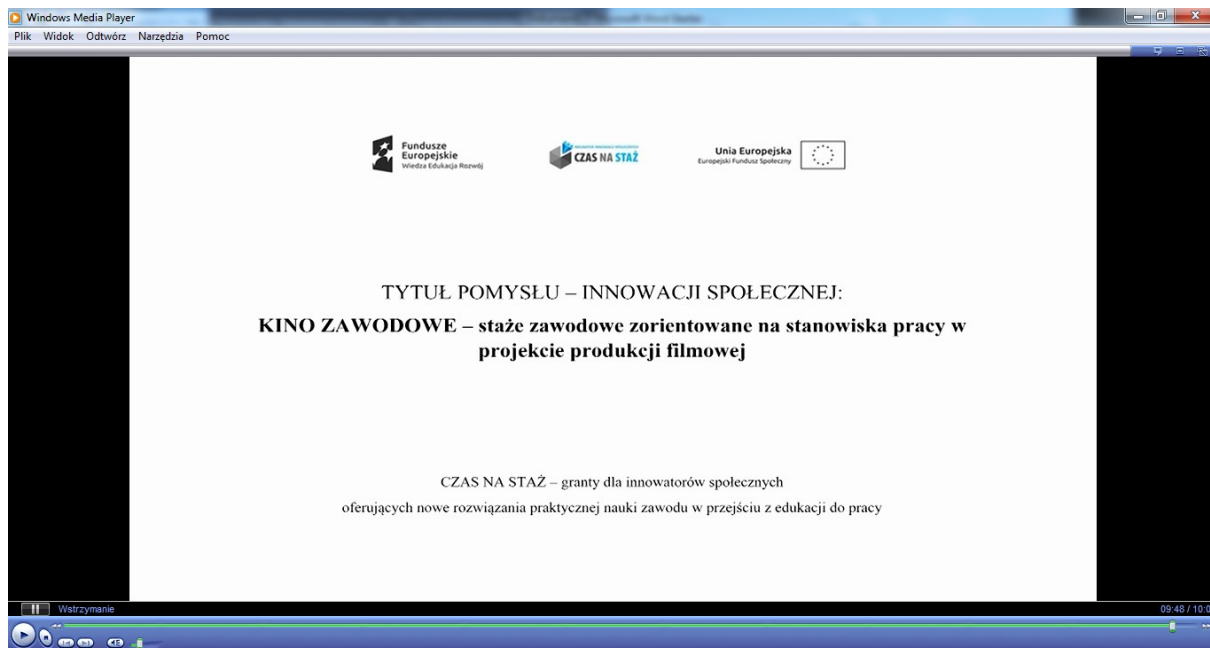 Windows Media Player
Plik Widok Odtwórz Narzędzia Pomoc
Fundusze
Europejskie
Wiedza Edukacja Rozwój
CZAS NA STAŻ
Unia Europejska
Europejski Fundusz Społeczny
TYTUŁ POMYSŁU – INNOWACJI SPOŁECZNEJ:
KINO ZAWODOWE – staże zawodowe zorientowane na stanowiska pracy w
projekcie produkcji filmowej
CZAS NA STAŻ – granty dla innowatorów społecznych
oferujących nowe rozwiązania praktycznej nauki zawodu w przejściu z edukacji do pracy
Wstrzymanie
09:48 / 10:0